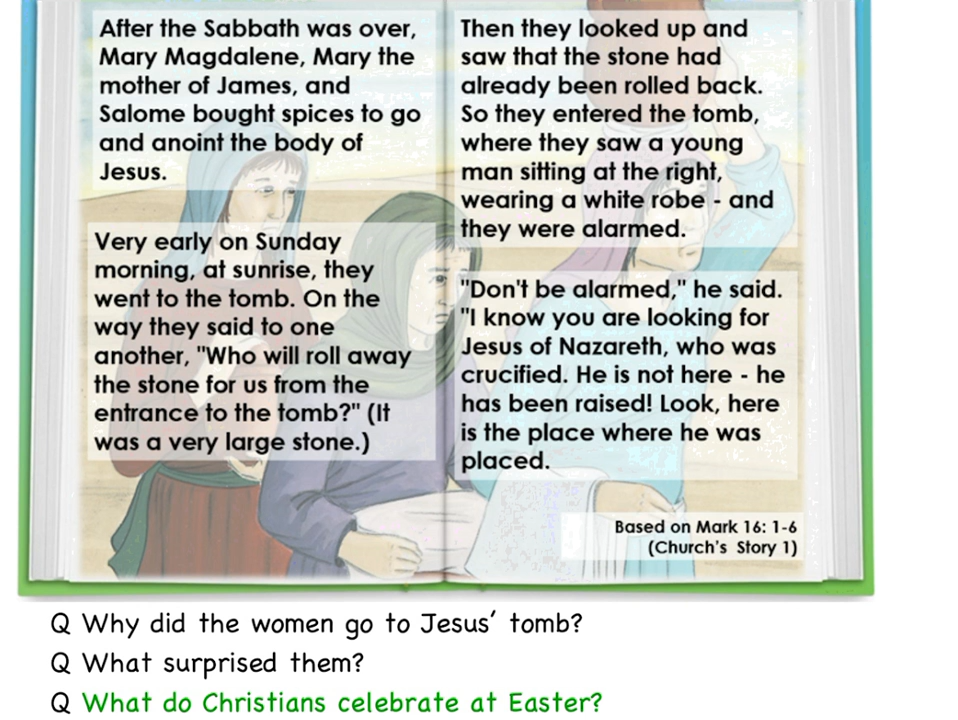 After the Sabbath was over,
Mary Magdalene, Mary the
mother of James, and
Salome bought spices to go
and anoint the body of
Jesus.
Very early on Sunday
morning, at sunrise, they
went to the tomb. On the
way they said to one
another, "Who will roll away
the stone for us from the
entrance to the tomb?" (It
was a very large stone.)
Then they looked up and
saw that the stone had
already been rolled back.
So they entered the tomb,
where they saw a young
man sitting at the right,
wearing a white robe - and
they were alarmed.
"Don't be alarmed," he said.
"I know you are looking for
Jesus of Nazareth, who was
crucified. He is not here - he
has been raised! Look, here
is the place where he was
placed.
Based on Mark 16: 1-6
(Church's Story 1)
Q Why did the women go to Jesus' tomb?
Q What surprised them?
Q What do Christians celebrate at Easter?